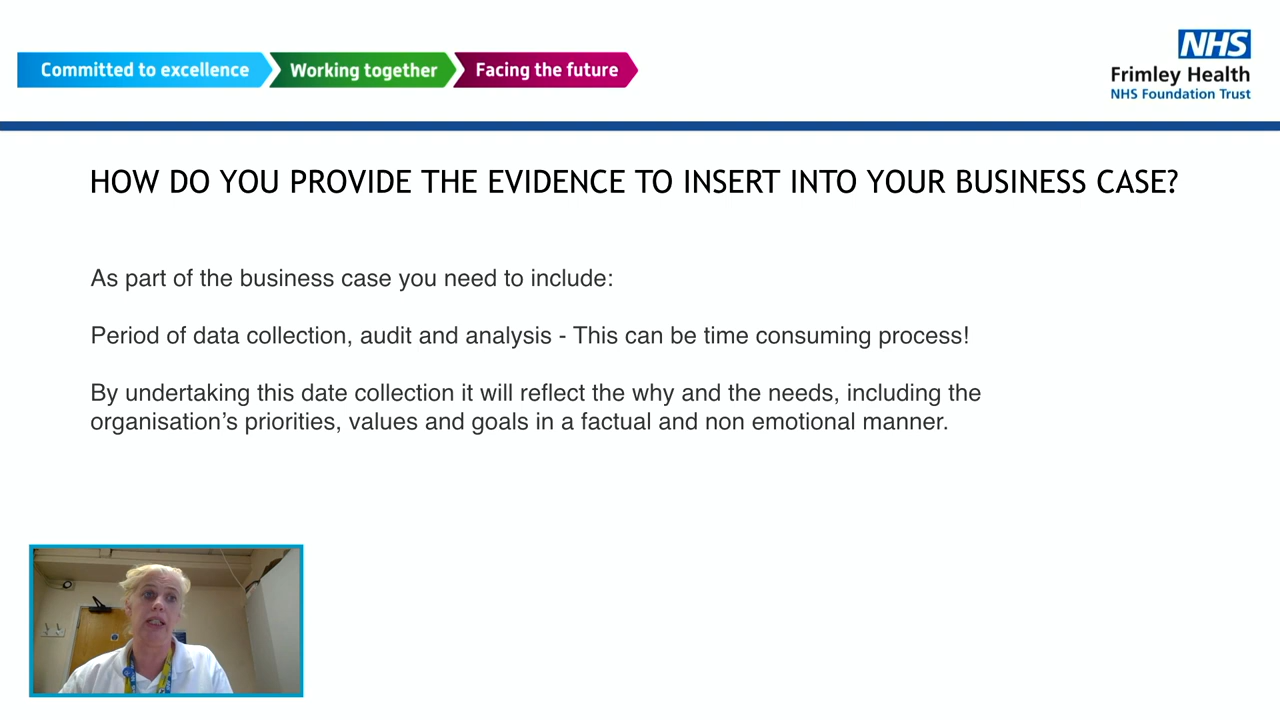 Committed to excellence
Working together
Facing the future
NHS
Frimley Health
NHS Foundation Trust
HOW DO YOU PROVIDE THE EVIDENCE TO INSERT INTO YOUR BUSINESS CASE?
As part of the business case you need to include:
Period of data collection, audit and analysis - This can be time consuming process!
By undertaking this date collection it will reflect the why and the needs, including the
organisation’s priorities, values and goals in a factual and non emotional manner.